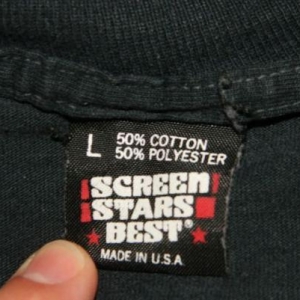 L 50% COTTON
50% POLYESTER
SCREEN
STARS
BEST®
MADE IN U.S.A.